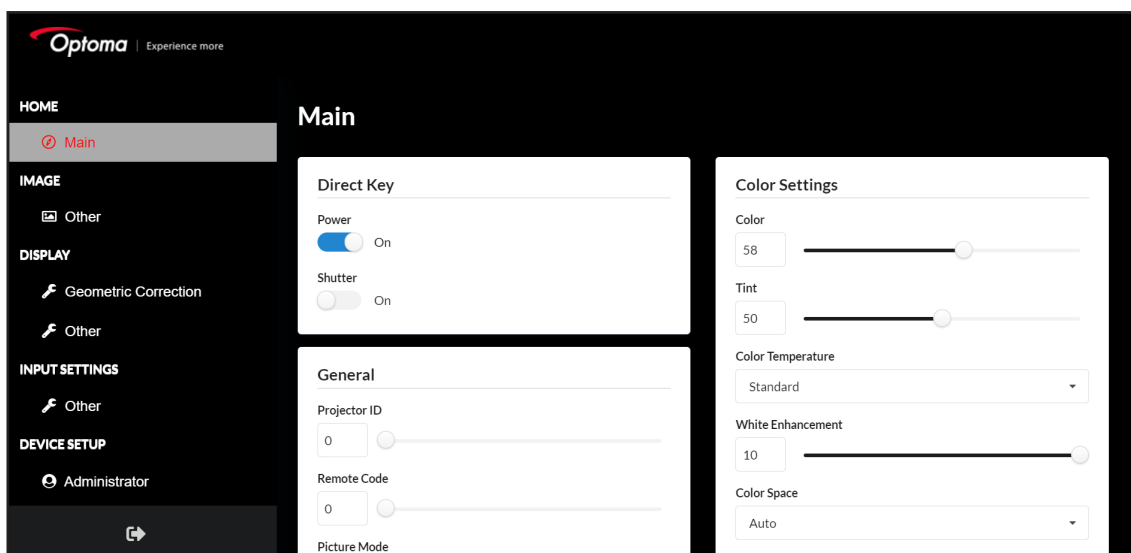 Optoma | Experience more
HOME
Main
IMAGE
Other
DISPLAY
Geometric Correction
Other
INPUT SETTINGS
Other
DEVICE SETUP
Administrator
Main
Direct Key
Power
On
Shutter
On
General
Projector ID
0
Remote Code
0
Picture Mode
Color Settings
Color
58
Tint
50
Color Temperature
Standard
White Enhancement
10
Color Space
Auto